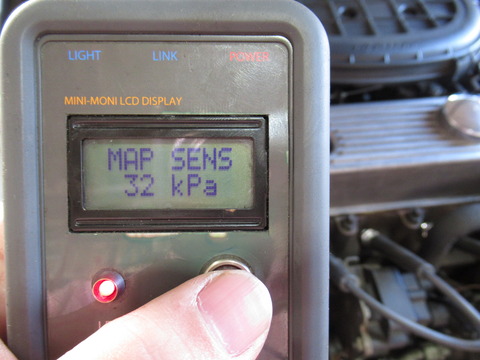 LIGHT LINK POWER
MINI-MONI LCD DISPLAY
MAP SENS
32 kPa